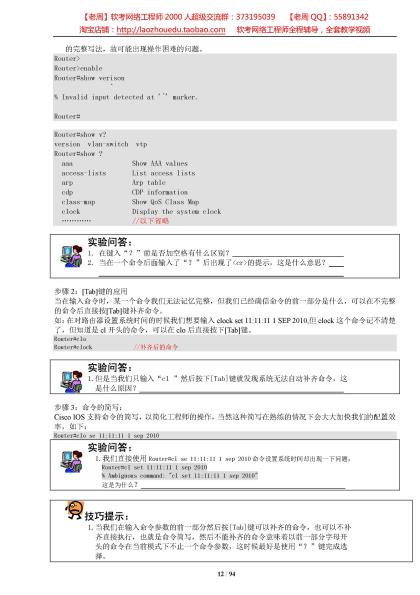 【老周】软考网络工程师 2000 人超级交流群：373195039 【老周 QQ】：55891342
淘宝店铺：http://laozhouedu.taobao.com 软考网络工程师全程辅导，全套教学视频
的完整写法，故可能出现操作困难的问题。
Router>
Router>enable
Router#show verison
^
% Invalid input detected at '^' marker.
Router#
Router#show v?
version vlan-switch vtp
Router#show ?
aaa Show AAA values
access-lists List access lists
arp Arp table
cdp CDP information
class-map Show QoS Class Map
clock Display the system clock
………… //以下省略
实验问答：
1. 在键入“？”前是否加空格有什么区别？
2. 当在一个命令后面输入了“？”后出现了<cr>的提示，这是什么意思？
步骤 2：[Tab]键的应用
当在输入命令时，某一个命令我们无法记忆完整，但我们已经确信命令的前一部分是什么，可以在不完整
的命令后直接按[Tab]键补齐命令。
如：在对路由器设置系统时间的时候我们想要输入 clock set 11:11:11 1 SEP 2010,但 clock 这个命令记不清楚
了，但知道是 cl 开头的命令，可以在 clo 后直接按下[Tab]键。
Router#clo
Router#clock //补齐后的命令
实验问答：
1.但是当我们只输入“cl ”然后按下[Tab]键就发现系统无法自动补齐命令，这
是什么原因？
步骤 3：命令的简写：
Cisco IOS 支持命令的简写，以简化工程师的操作，当然这种简写在熟练的情况下会大大加快我们的配置效
率，如下：
Router#clo se 11:11:11 1 sep 2010
实验问答：
1.我们直接使用 Router#cl se 11:11:11 1 sep 2010 命令设置系统时间却出现一下问题：
Router#cl set 11:11:11 1 sep 2010
% Ambiguous command: "cl set 11:11:11 1 sep 2010"
这是为什么？
技巧提示：
1.当我们在输入命令参数的前一部分然后按[Tab]键可以补齐的命令，也可以不补
齐直接执行，也就是命令简写，然后不能补齐的命令意味着以前一部分字母开
头的命令在当前模式下不止一个命令参数，这时候最好是使用“？”键完成选
择。
12 / 94